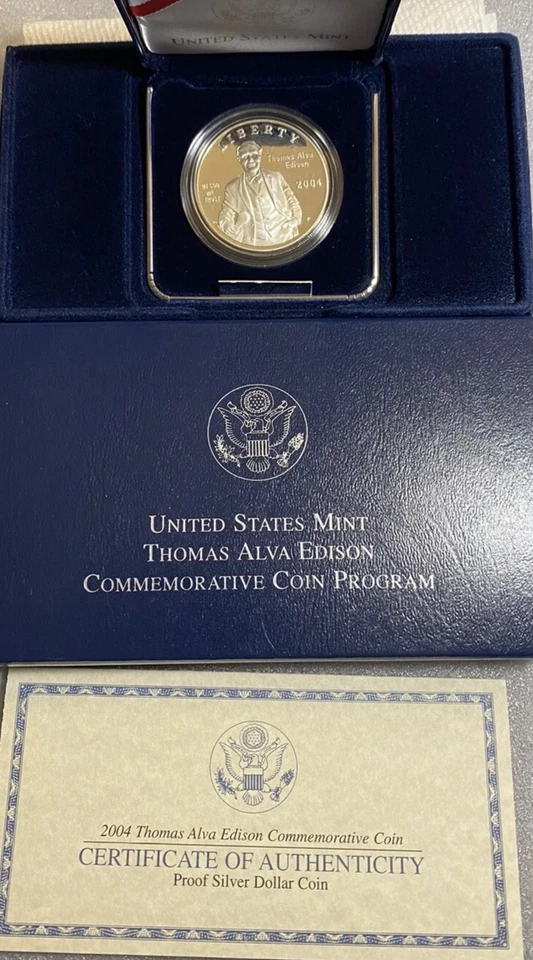 UNITED STATES MINT
LIBERTY
Thomas Alva
Edison
IN GOD
WE
TRUST
2004
UNITED STATES MINT
THOMAS ALVA EDISON
COMMEMORATIVE COIN PROGRAM
2004 Thomas Alva Edison Commemorative Coin
CERTIFICATE OF AUTHENTICITY
Proof Silver Dollar Coin